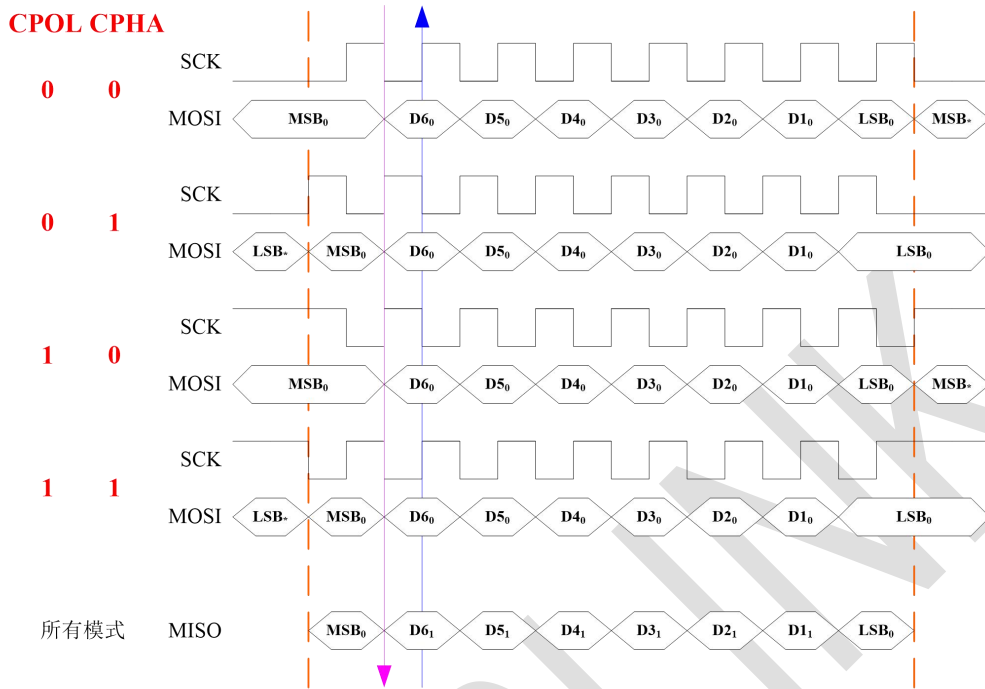 CPOL CPHA
SCK
0 0
MOSI MSB₀ D6₀ D5₀ D4₀ D3₀ D2₀ D1₀ LSB₀ MSB*
SCK
0 1
MOSI LSB* MSB₀ D6₀ D5₀ D4₀ D3₀ D2₀ D1₀ LSB₀
SCK
1 0
MOSI MSB₀ D6₀ D5₀ D4₀ D3₀ D2₀ D1₀ LSB₀ MSB*
SCK
1 1
MOSI LSB* MSB₀ D6₀ D5₀ D4₀ D3₀ D2₀ D1₀ LSB₀
所有模式 MISO MSB₀ D6₁ D5₁ D4₁ D3₁ D2₁ D1₁ LSB₀